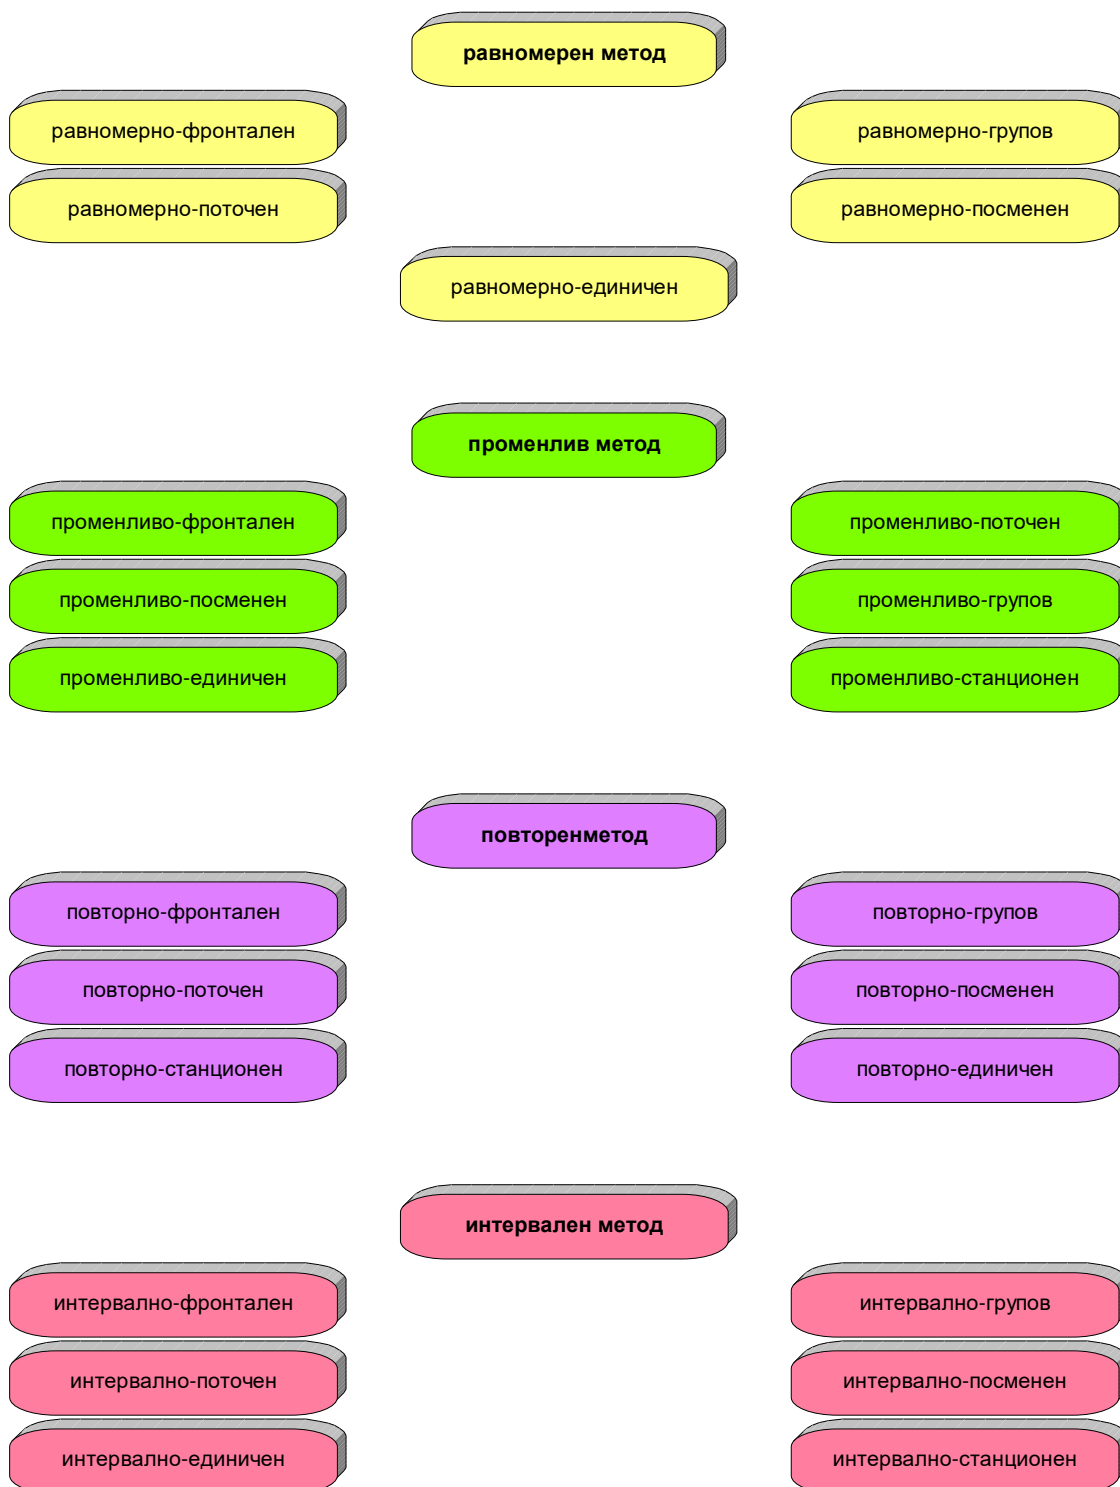 равномерен метод
равномерно-фронтален
равномерно-групов
равномерно-поточен
равномерно-посменен
равномерно-единичен
променлив метод
променливо-фронтален
променливо-поточен
променливо-посменен
променливо-групов
променливо-единичен
променливо-станционен
повторенметод
повторно-фронтален
повторно-групов
повторно-поточен
повторно-посменен
повторно-станционен
повторно-единичен
интервален метод
интервално-фронтален
интервално-групов
интервално-поточен
интервално-посменен
интервално-единичен
интервално-станционен